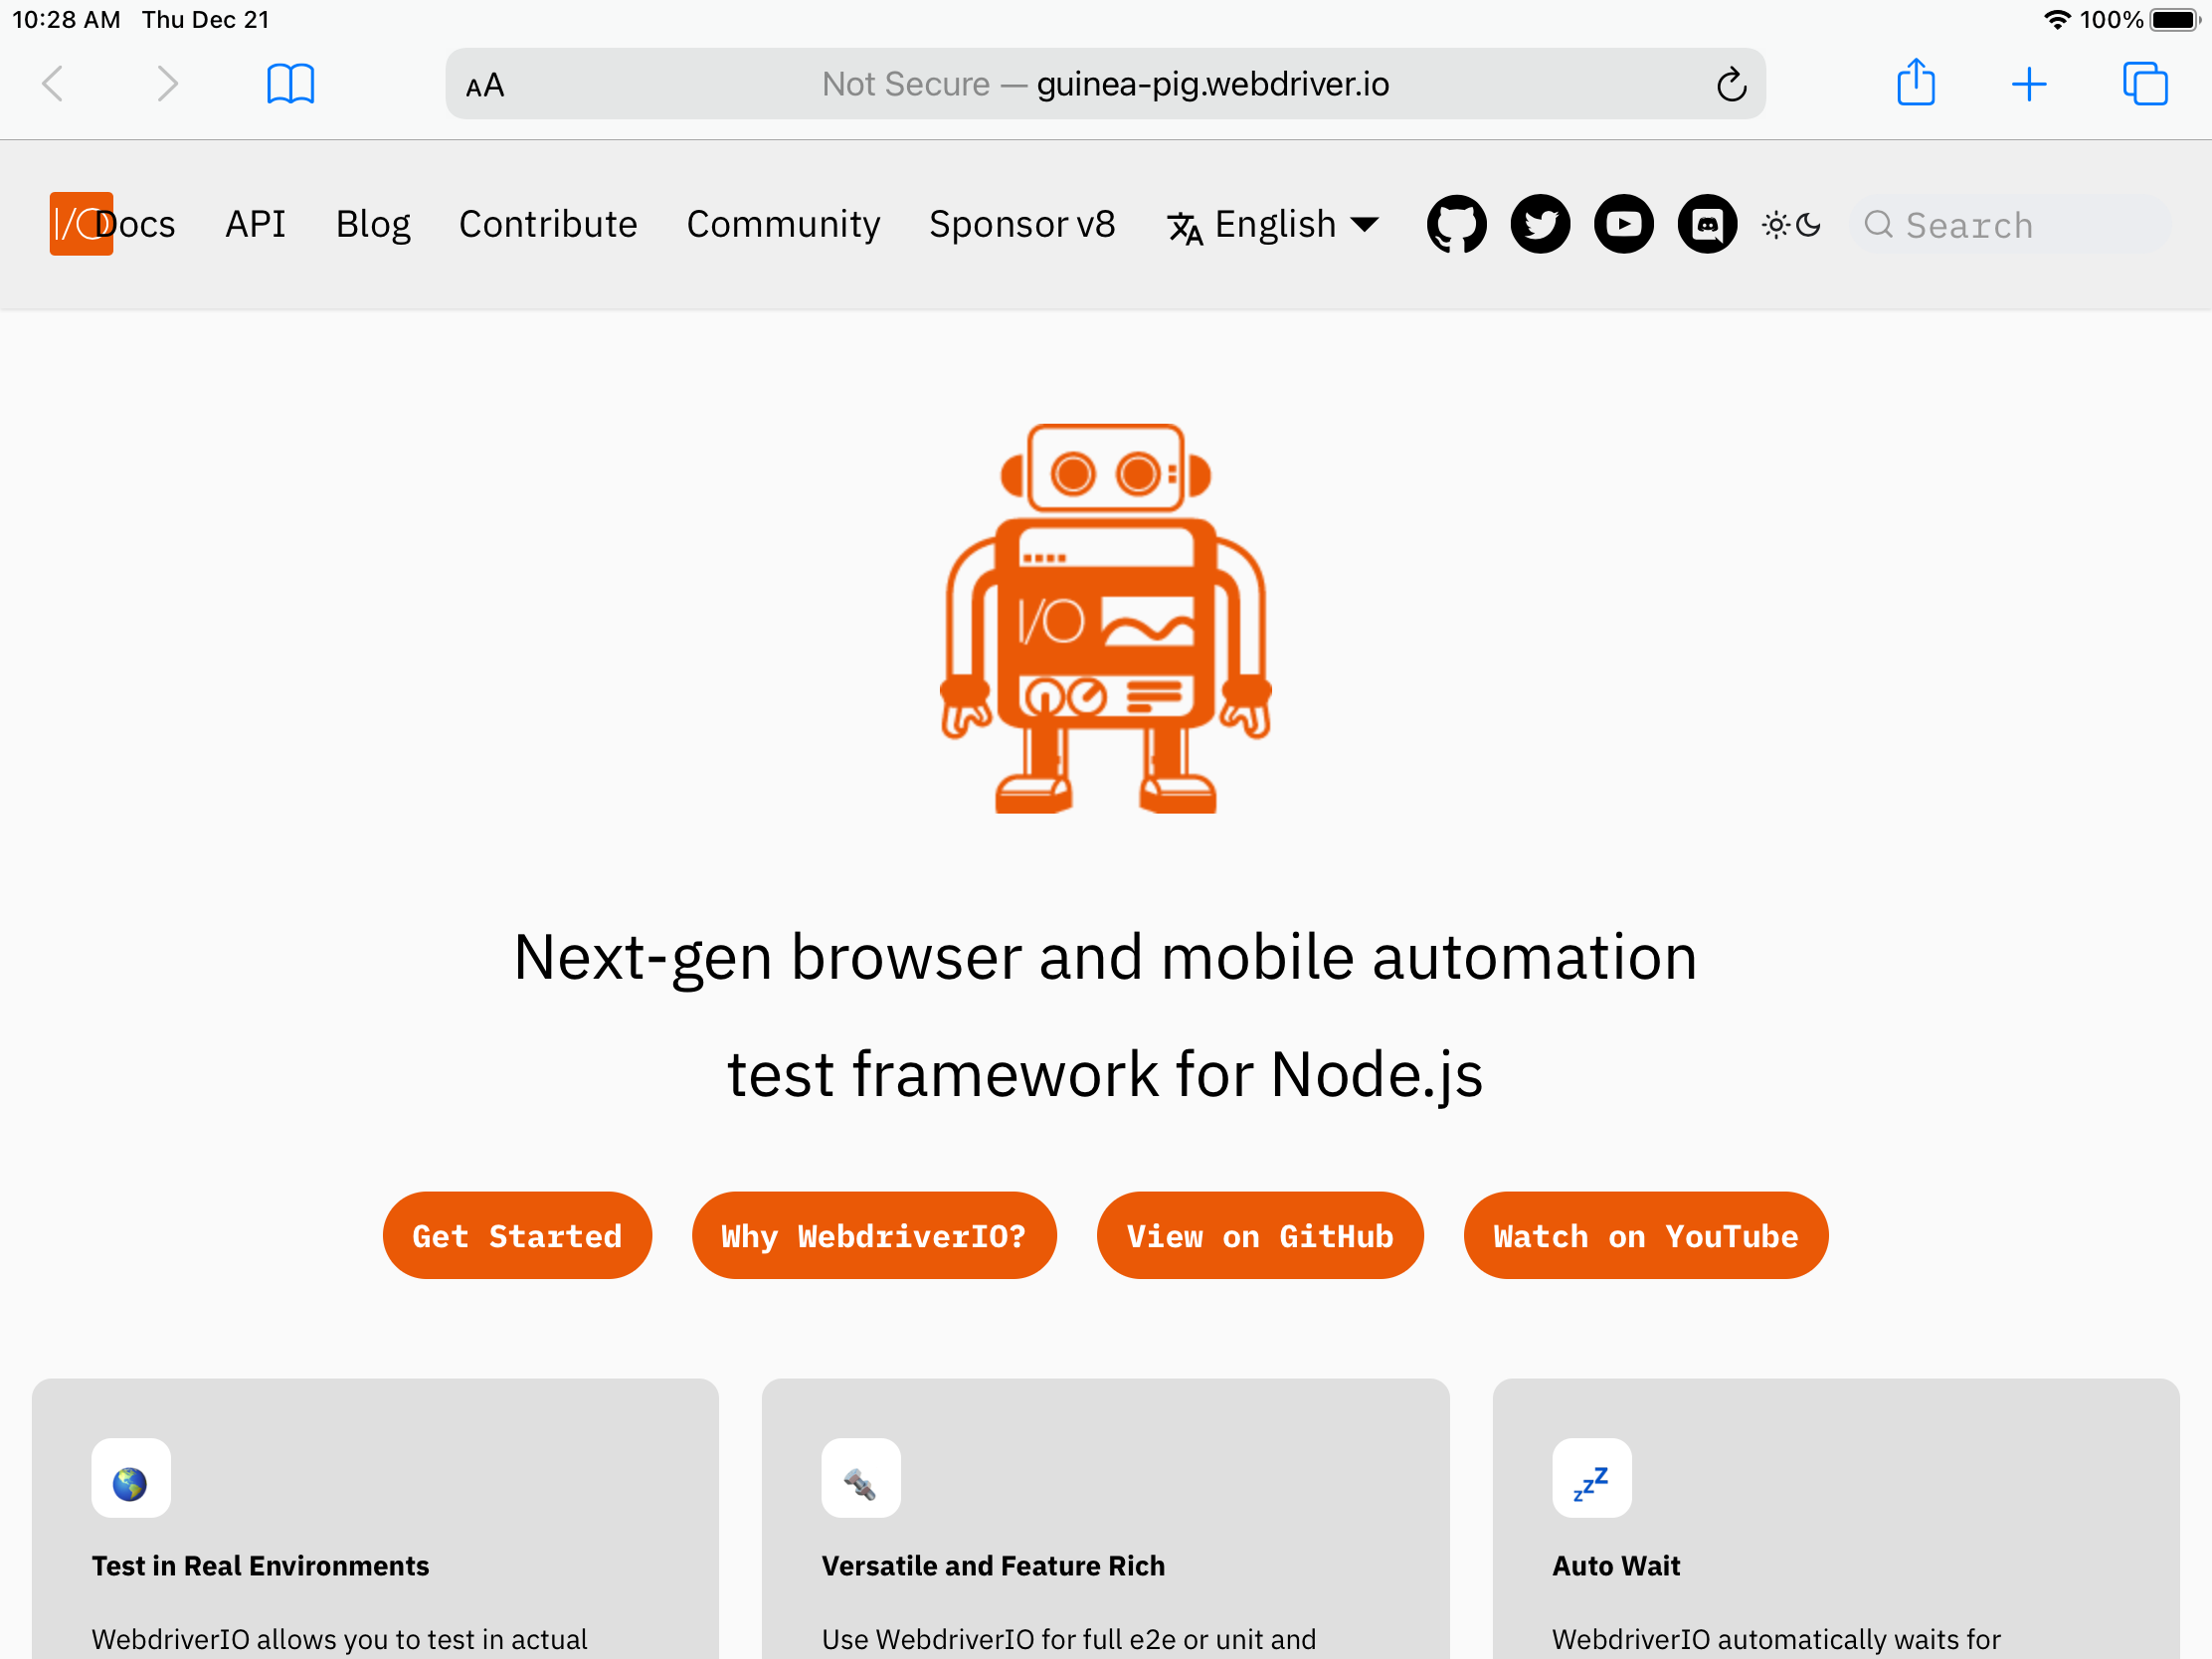 10:28 AM Thu Dec 21 100%
AA Not Secure — guinea-pig.webdriver.io
I/O Docs API Blog Contribute Community Sponsor v8 English Search
I/O
Next-gen browser and mobile automation
test framework for Node.js
Get Started Why WebdriverIO? View on GitHub Watch on YouTube
Test in Real Environments Versatile and Feature Rich Auto Wait
WebdriverIO allows you to test in actual Use WebdriverIO for full e2e or unit and WebdriverIO automatically waits for